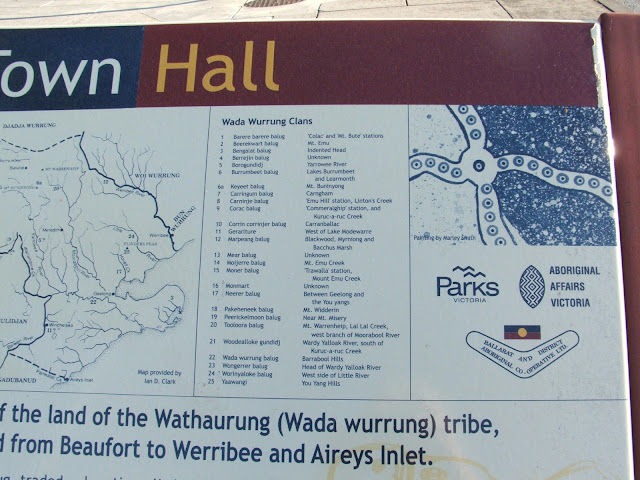 Town Hall
DJADJA WURRUNG
WOI WURRUNG
BUN WURRUNG
Wada Wurrung Clans
1 Barere barere balug 'Colac' and 'Mt. Bute' stations
2 Beerekwart balug Mt. Emu
3 Bengalat balug Indented Head
4 Berrejin balug Unknown
5 Borogundidj Yarrowee River
6 Burrumbeet balug Lakes Burrumbeet
and Learmonth
6a Keyeet balug Mt. Buninyong
7 Carringum balug Carngham
8 Carninje balug 'Emu Hill' station, Linton's Creek
9 Corac balug 'Commeralghip' station, and
Kuruc-a-ruc Creek
10 Corrin corrinjer balug Carranballac
11 Gerarlture West of Lake Modewarre
12 Marpeang balug Blackwood, Myrniong and
Bacchus Marsh
13 Mear balug Unknown
14 Moijerre balug Mt. Emu Creek
15 Moner balug 'Trawalla' station,
Mount Emu Creek
16 Monmart Unknown
17 Neerer balug Between Geelong and
the You yangs
18 Pakeheneek balug Mt. Widderin
19 Peerickelmoon balug Near Mt. Misery
20 Tooloora balug Mt. Warrenheip, Lal Lal Creek,
west branch of Moorabool River
21 Woodealloke gundidj Wardy Yalloak River, south of
Kuruc-a-ruc Creek
22 Wada wurrung balug Barrabool Hills
23 Wongerrer balug Head of Wardy Yalloak River
24 Worinyaloke balug West side of Little River
25 Yaawangi You Yang Hills
Painting by Marley Smith
Parks
VICTORIA
ABORIGINAL
AFFAIRS
VICTORIA
BALLARAT AND DISTRICT
ABORIGINAL CO. OPERATIVE LTD.
Map provided by
Ian D. Clark
Aireys Inlet
of the land of the Wathaurung (Wada wurrung) tribe,
from Beaufort to Werribee and Aireys Inlet.